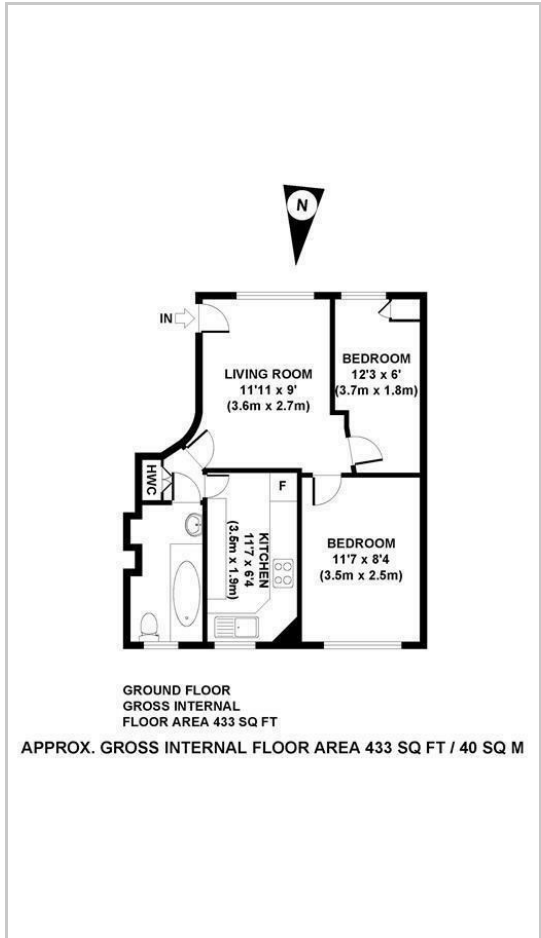 N
IN
LIVING ROOM
11'11 x 9'
(3.6m x 2.7m)
BEDROOM
12'3 x 6'
(3.7m x 1.8m)
HWC
F
KITCHEN
11'7 x 6'4
(3.5m x 1.9m)
BEDROOM
11'7 x 8'4
(3.5m x 2.5m)
GROUND FLOOR
GROSS INTERNAL
FLOOR AREA 433 SQ FT
APPROX. GROSS INTERNAL FLOOR AREA 433 SQ FT / 40 SQ M